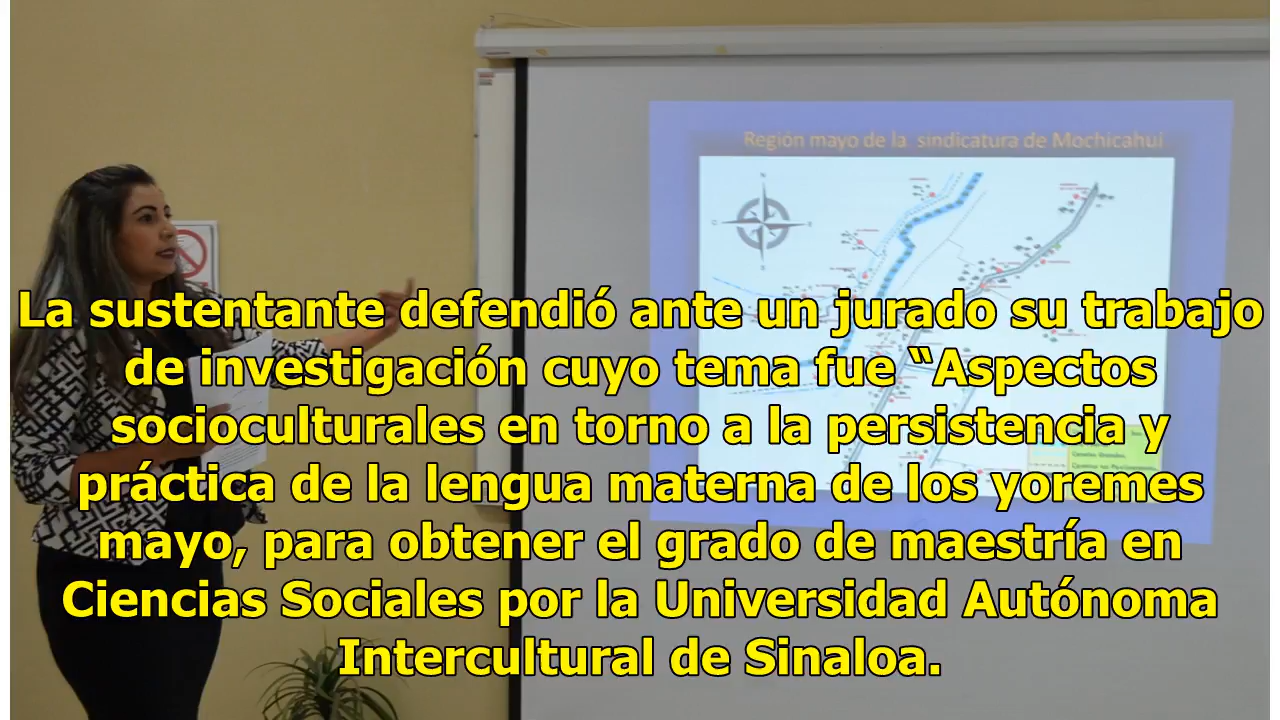 Región mayo de la sindicatura de Mochicahui
La sustentante defendió ante un jurado su trabajo
de investigación cuyo tema fue “Aspectos
socioculturales en torno a la persistencia y
práctica de la lengua materna de los yoremes
mayo, para obtener el grado de maestría en
Ciencias Sociales por la Universidad Autónoma
Intercultural de Sinaloa.